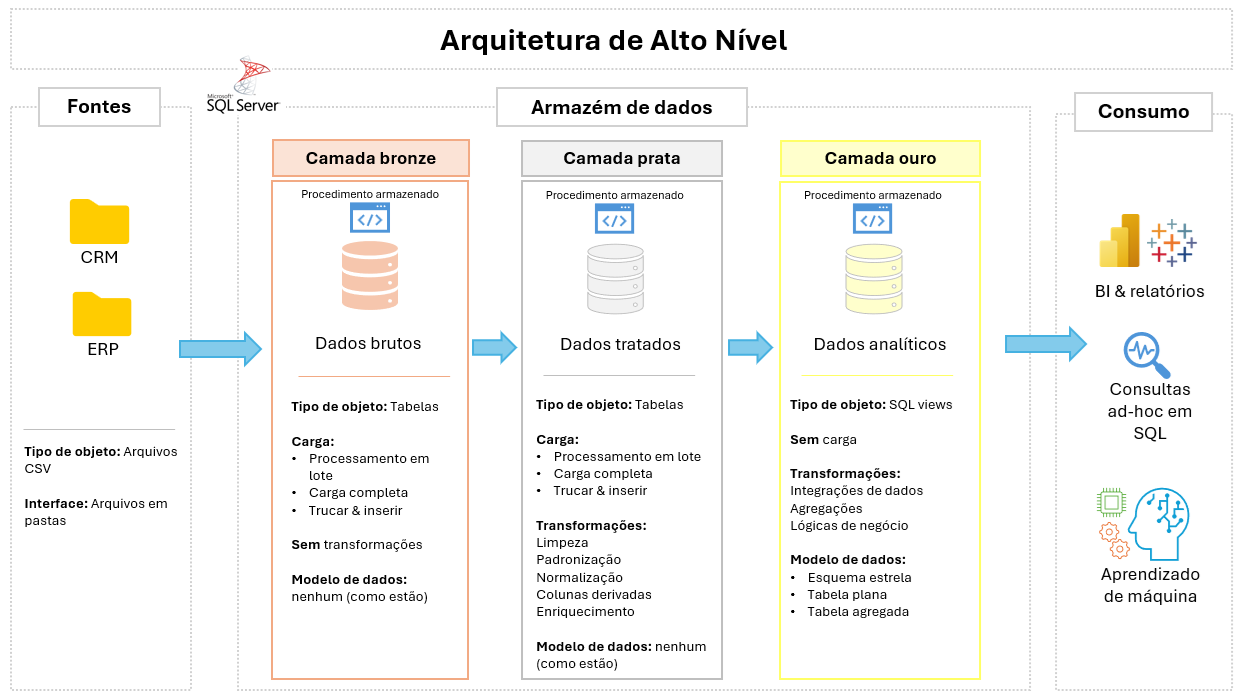 Arquitetura de Alto Nível
Fontes
CRM
ERP
Tipo de objeto: Arquivos
CSV
Interface: Arquivos em
pastas
Microsoft
SQL Server
Armazém de dados
Camada bronze
Procedimento armazenado
Dados brutos
Tipo de objeto: Tabelas
Carga:
• Processamento em
lote
• Carga completa
• Trucar & inserir
Sem transformações
Modelo de dados:
nenhum (como estão)
Camada prata
Procedimento armazenado
Dados tratados
Tipo de objeto: Tabelas
Carga:
• Processamento em lote
• Carga completa
• Trucar & inserir
Transformações:
Limpeza
Padronização
Normalização
Colunas derivadas
Enriquecimento
Modelo de dados: nenhum
(como estão)
Camada ouro
Procedimento armazenado
Dados analíticos
Tipo de objeto: SQL views
Sem carga
Transformações:
Integrações de dados
Agregações
Lógicas de negócio
Modelo de dados:
• Esquema estrela
• Tabela plana
• Tabela agregada
Consumo
BI & relatórios
Consultas
ad-hoc em
SQL
Aprendizado
de máquina